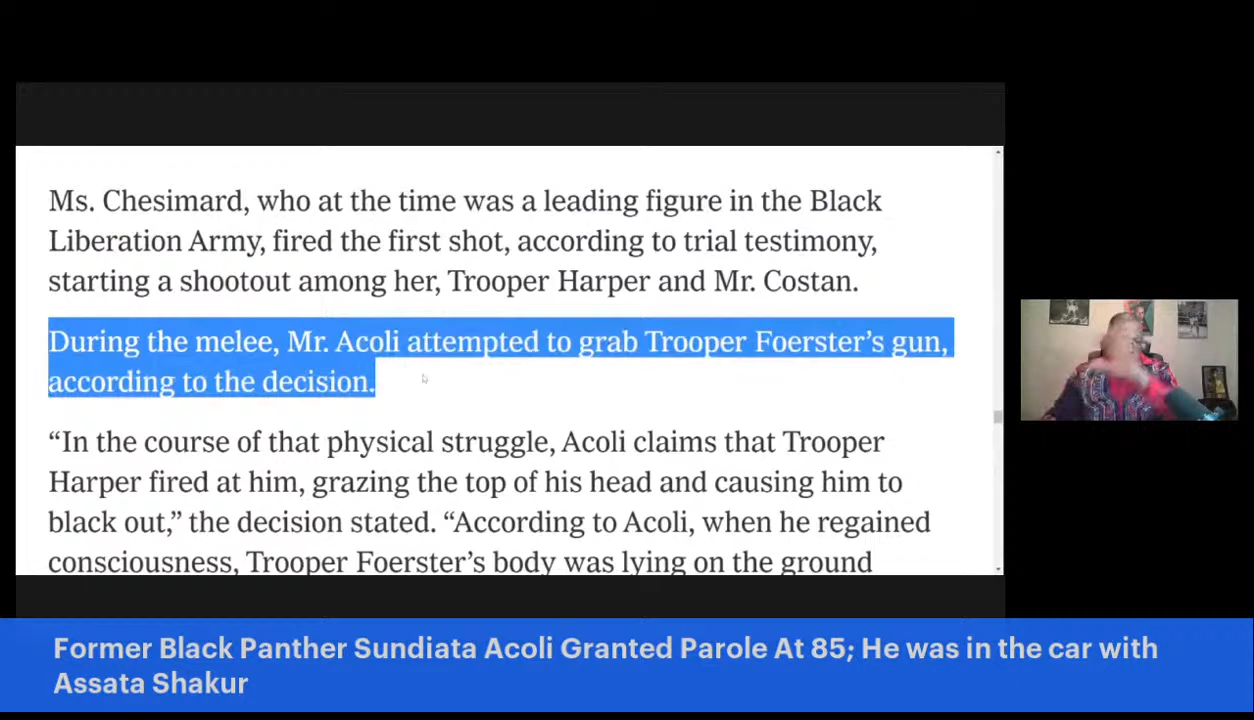 Ms. Chesimard, who at the time was a leading figure in the Black
Liberation Army, fired the first shot, according to trial testimony,
starting a shootout among her, Trooper Harper and Mr. Costan.
During the melee, Mr. Acoli attempted to grab Trooper Foerster’s gun,
according to the decision.
“In the course of that physical struggle, Acoli claims that Trooper
Harper fired at him, grazing the top of his head and causing him to
black out,” the decision stated. “According to Acoli, when he regained
consciousness, Trooper Foerster’s body was lying on the ground
Former Black Panther Sundiata Acoli Granted Parole At 85; He was in the car with
Assata Shakur